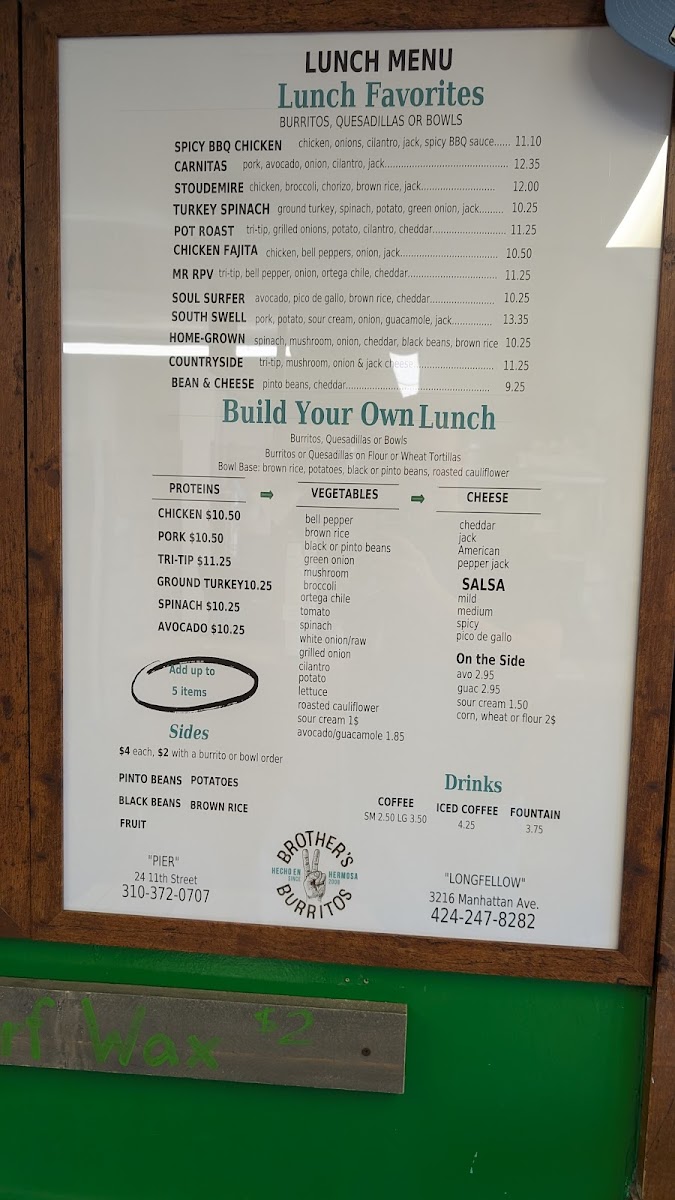 LUNCH MENU
Lunch Favorites
BURRITOS, QUESADILLAS OR BOWLS
SPICY BBQ CHICKEN chicken, onions, cilantro, jack, spicy BBQ sauce...... 11.10
CARNITAS pork, avocado, onion, cilantro, jack................................................ 12.35
STOUDEMIRE chicken, broccoli, chorizo, brown rice, jack............................ 12.00
TURKEY SPINACH ground turkey, spinach, potato, green onion, jack......... 10.25
POT ROAST tri-tip, grilled onions, potato, cilantro, cheddar............................ 11.25
CHICKEN FAJITA chicken, bell peppers, onion, jack..................................... 10.50
MR RPV tri-tip, bell pepper, onion, ortega chile, cheddar................................. 11.25
SOUL SURFER avocado, pico de gallo, brown rice, cheddar........................ 10.25
SOUTH SWELL pork, potato, sour cream, onion, guacamole, jack............... 13.35
HOME-GROWN spinach, mushroom, onion, cheddar, black beans, brown rice 10.25
COUNTRYSIDE tri-tip, mushroom, onion & jack cheese............................... 11.25
BEAN & CHEESE pinto beans, cheddar....................................................... 9.25
Build Your Own Lunch
Burritos, Quesadillas or Bowls
Burritos or Quesadillas on Flour or Wheat Tortillas
Bowl Base: brown rice, potatoes, black or pinto beans, roasted cauliflower
PROTEINS
CHICKEN $10.50
PORK $10.50
TRI-TIP $11.25
GROUND TURKEY10.25
SPINACH $10.25
AVOCADO $10.25
Add up to
5 items
VEGETABLES
bell pepper
brown rice
black or pinto beans
green onion
mushroom
broccoli
ortega chile
tomato
spinach
white onion/raw
grilled onion
cilantro
potato
lettuce
roasted cauliflower
sour cream 1$
avocado/guacamole 1.85
CHEESE
cheddar
jack
American
pepper jack
SALSA
mild
medium
spicy
pico de gallo
On the Side
avo 2.95
guac 2.95
sour cream 1.50
corn, wheat or flour 2$
Sides
$4 each, $2 with a burrito or bowl order
PINTO BEANS POTATOES
BLACK BEANS BROWN RICE
FRUIT
Drinks
COFFEE
SM 2.50 LG 3.50
ICED COFFEE
4.25
FOUNTAIN
3.75
"PIER"
24 11th Street
310-372-0707
BROTHER'S
HECHO EN HERMOSA
SINCE 2008
BURRITOS
"LONGFELLOW"
3216 Manhattan Ave.
424-247-8282
rf Wax $2